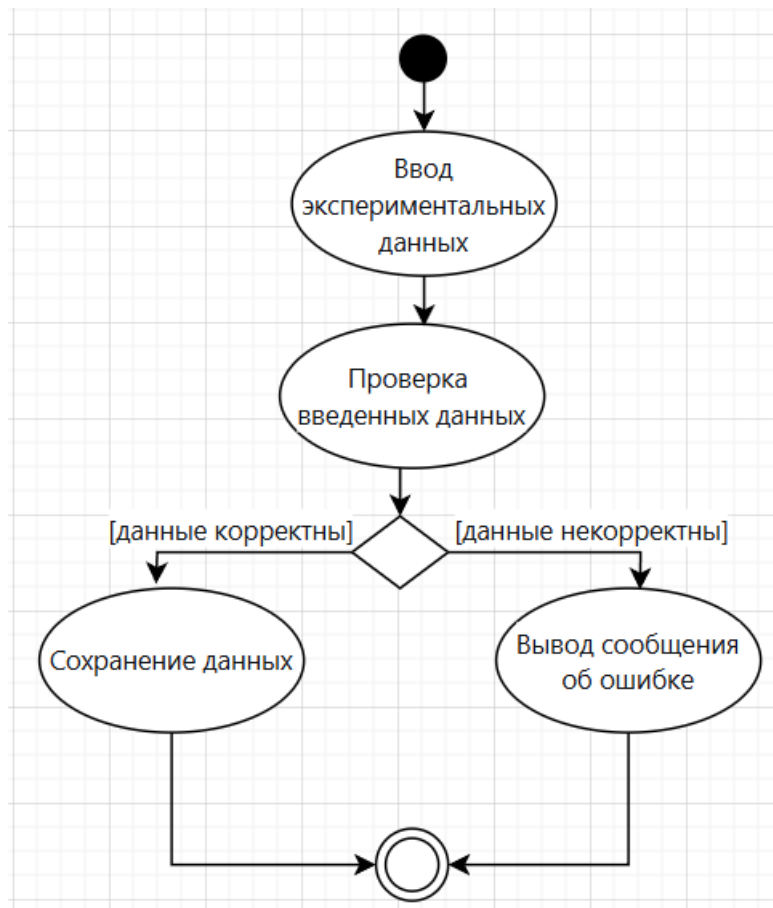 Ввод
экспериментальных
данных
Проверка
введенных данных
[данные корректны]
[данные некорректны]
Сохранение данных
Вывод сообщения
об ошибке